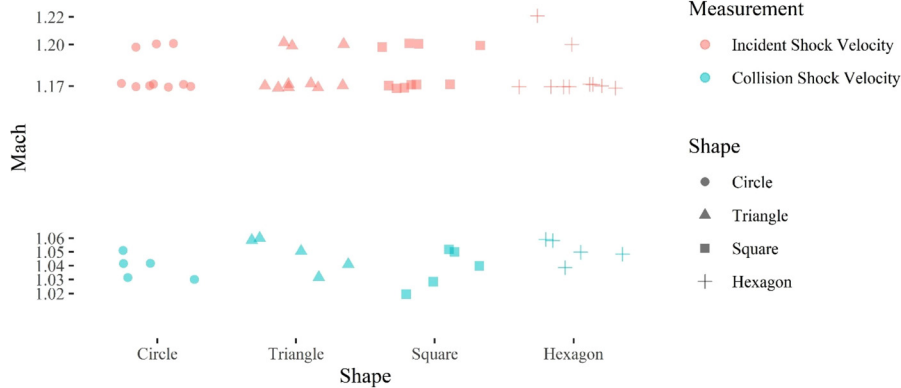 1.22
1.20
1.17
1.06
1.05
1.04
1.03
1.02
Mach
Circle Triangle Square Hexagon
Shape
Measurement
Incident Shock Velocity
Collision Shock Velocity
Shape
Circle
Triangle
Square
Hexagon